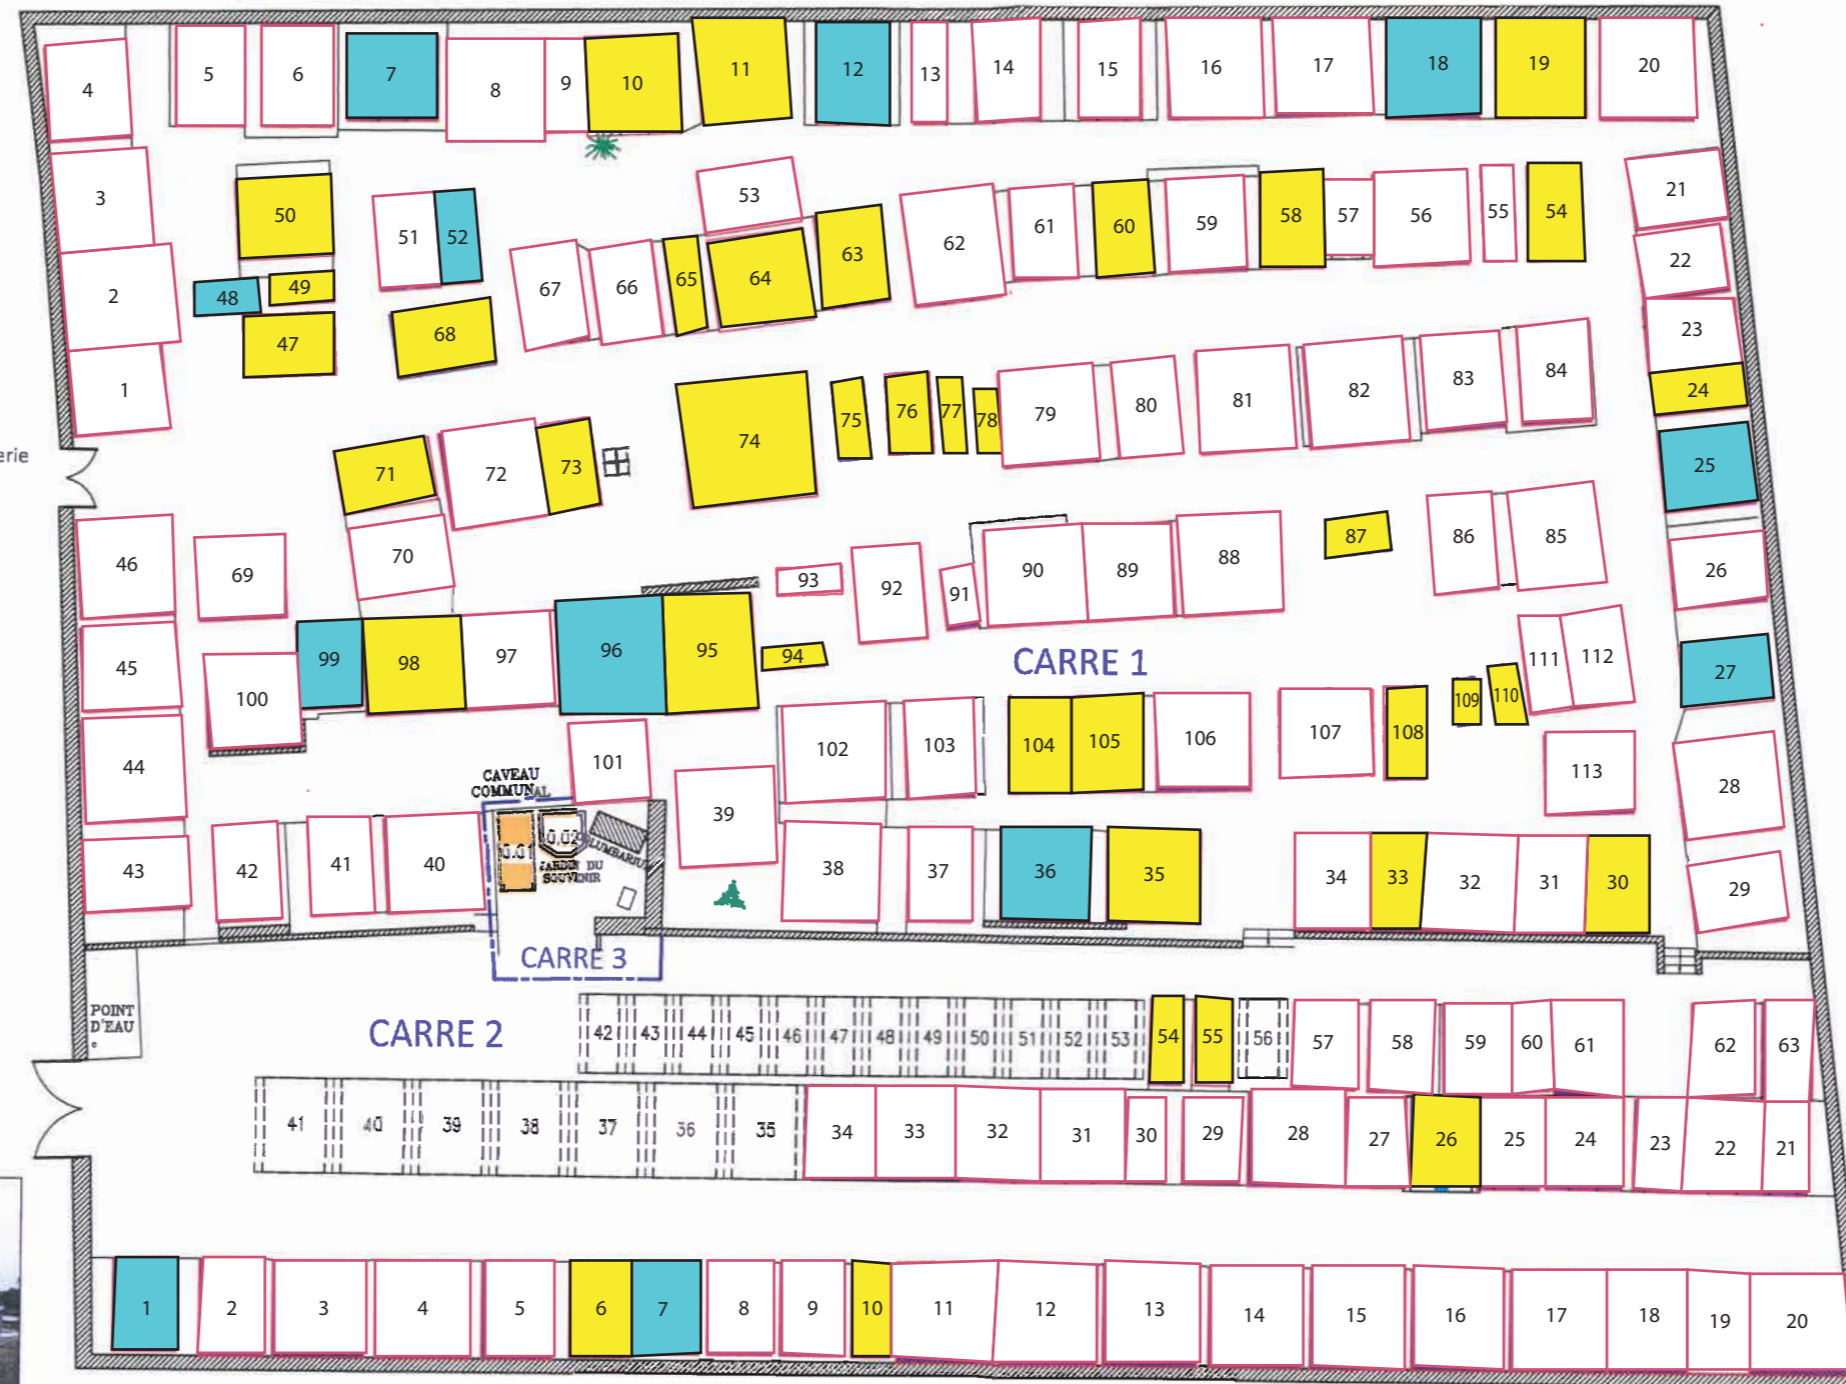 4 5 6 7 8 9 10 11 12 13 14 15 16 17 18 19 20
3 50 51 52 53 63 62 61 60 59 58 57 56 55 54 21
2 48 49 67 66 65 64 22
1 47 68 23
74 75 76 77 78 79 80 81 82 83 84 24
erie
71 72 73 25
46 69 70 93 92 91 90 89 88 87 86 85 26
45 100 99 98 97 96 95 94 111 112 27
CARRE 1
109 110
44 101 102 103 104 105 106 107 108 113 28
CAVEAU
COMMUNAL
39
43 42 41 40 38 37 36 35 34 33 32 31 30 29
0.01 0.02
JARDIN DU
SOUVENIR
CARRE 3
POINT
D'EAU
e
CARRE 2
42 43 44 45 46 47 48 49 50 51 52 53 54 55 56 57 58 59 60 61 62 63
41 40 39 38 37 36 35 34 33 32 31 30 29 28 27 26 25 24 23 22 21
1 2 3 4 5 6 7 8 9 10 11 12 13 14 15 16 17 18 19 20